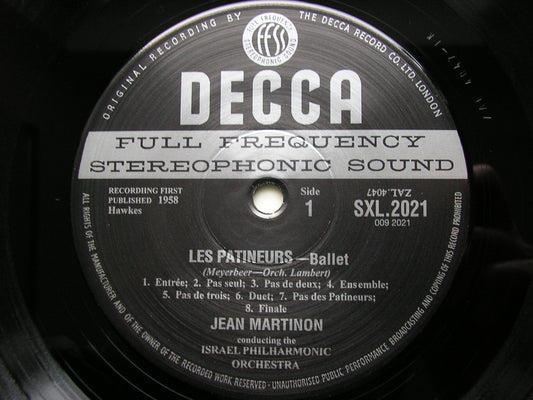 ORIGINAL RECORDING BY THE DECCA RECORD CO. LTD. LONDON
FULL FREQUENCY
ffss
STEREOPHONIC SOUND
DECCA
FULL FREQUENCY
STEREOPHONIC SOUND
RECORDING FIRST
PUBLISHED 1958
Hawkes
Side
1
ZAL.4047
SXL.2021
009 2021
LES PATINEURS—Ballet
(Meyerbeer—Orch. Lambert)
1. Entrée; 2. Pas seul; 3. Pas de deux; 4. Ensemble;
5. Pas de trois; 6. Duet; 7. Pas des Patineurs;
8. Finale
JEAN MARTINON
conducting the
ISRAEL PHILHARMONIC
ORCHESTRA
ALL RIGHTS OF THE MANUFACTURER AND OF THE OWNER OF THE RECORDED WORK RESERVED · UNAUTHORISED PUBLIC PERFORMANCE BROADCASTING AND COPYING OF THIS RECORD PROHIBITED